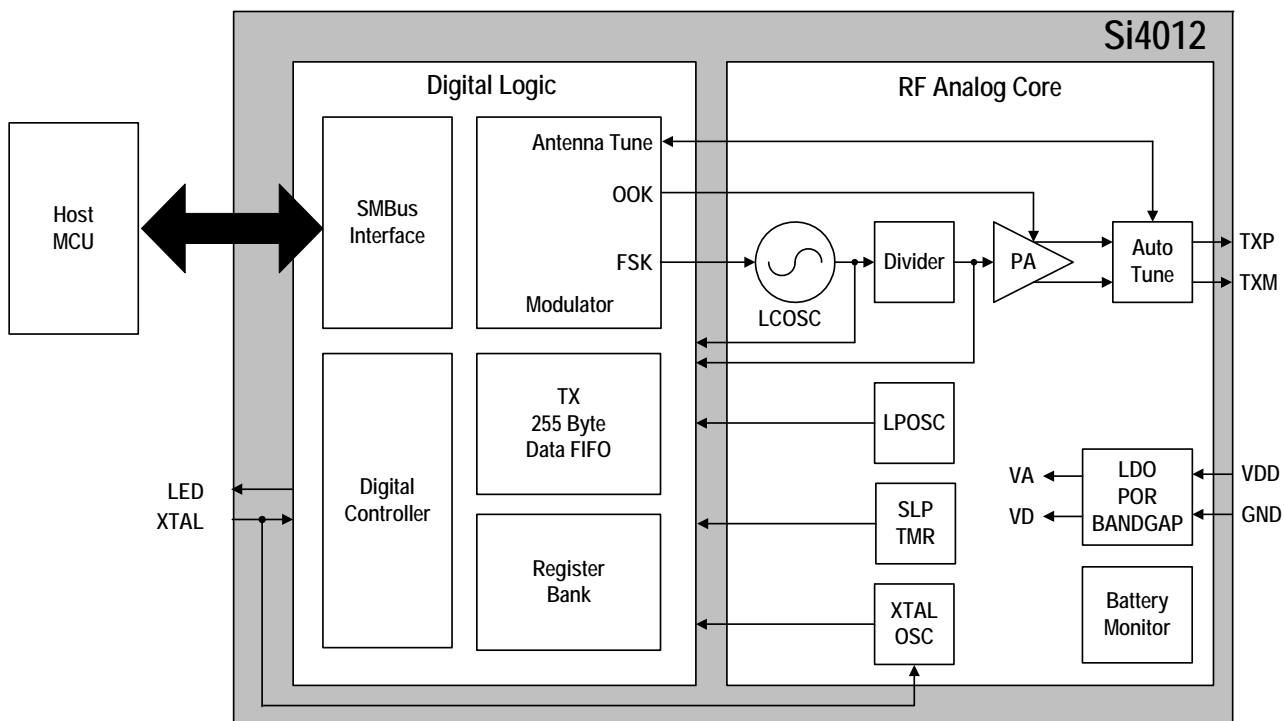 Si4012
Digital Logic
RF Analog Core
Host
MCU
SMBus
Interface
Antenna Tune
OOK
FSK
Modulator
LCOSC
Divider
PA
Auto
Tune
TXP
TXM
Digital
Controller
TX
255 Byte
Data FIFO
Register
Bank
LPOSC
SLP
TMR
XTAL
OSC
VA
VD
LDO
POR
BANDGAP
VDD
GND
Battery
Monitor
LED
XTAL